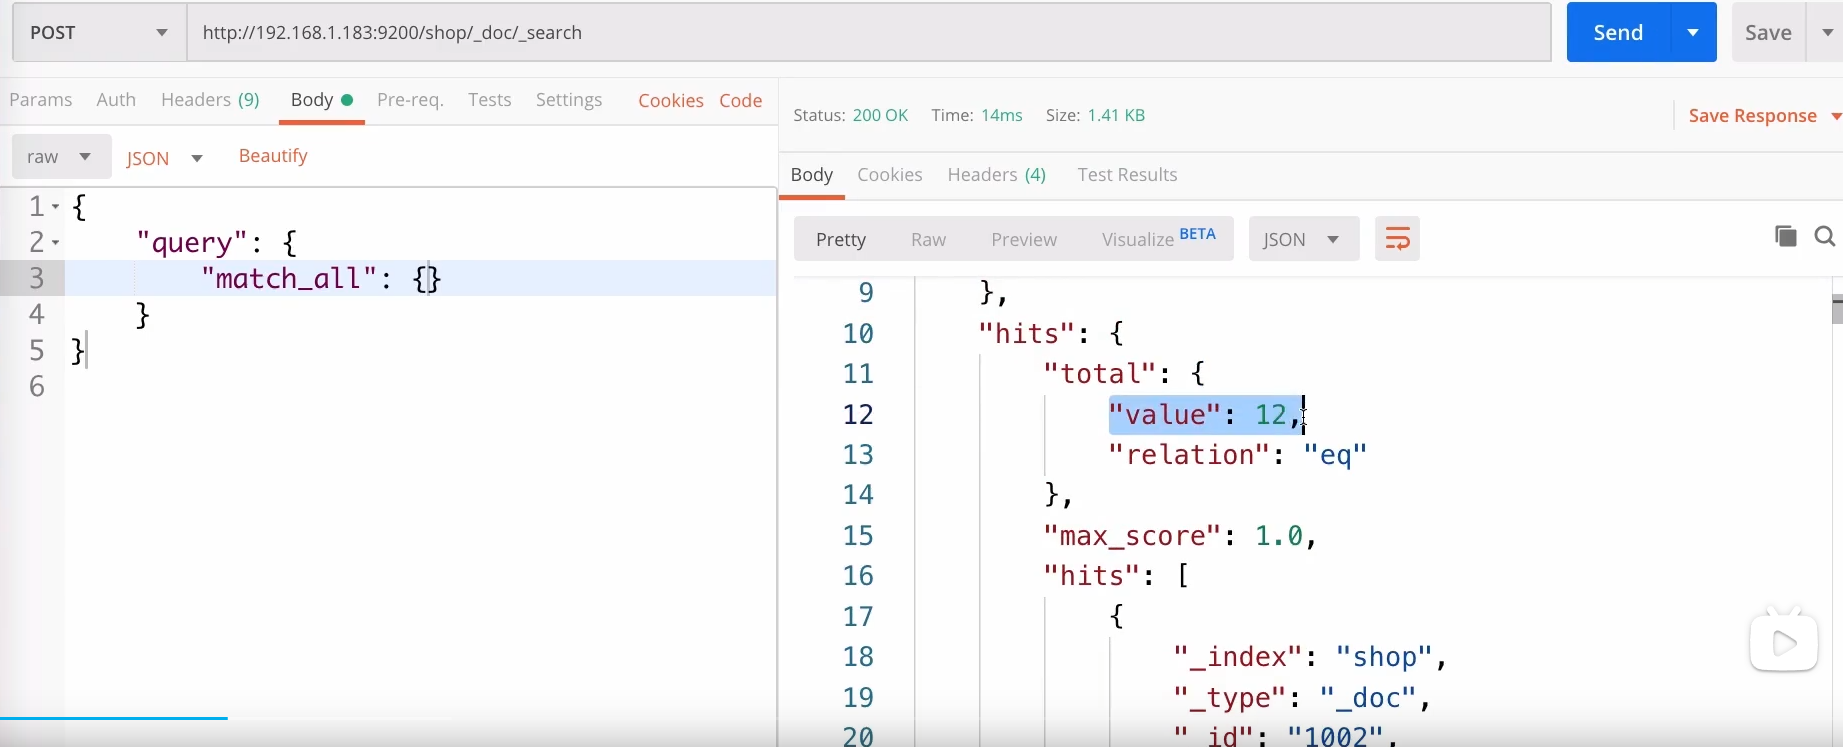 POST http://192.168.1.183:9200/shop/_doc/_search Send Save
Params Auth Headers (9) Body Pre-req. Tests Settings Cookies Code
raw JSON Beautify
1 {
2 "query": {
3 "match_all": {}
4 }
5 }
6
Status: 200 OK Time: 14ms Size: 1.41 KB Save Response
Body Cookies Headers (4) Test Results
Pretty Raw Preview Visualize BETA JSON
9 },
10 "hits": {
11 "total": {
12 "value": 12,
13 "relation": "eq"
14 },
15 "max_score": 1.0,
16 "hits": [
17 {
18 "_index": "shop",
19 "_type": "_doc",
20 "_id": "1002",